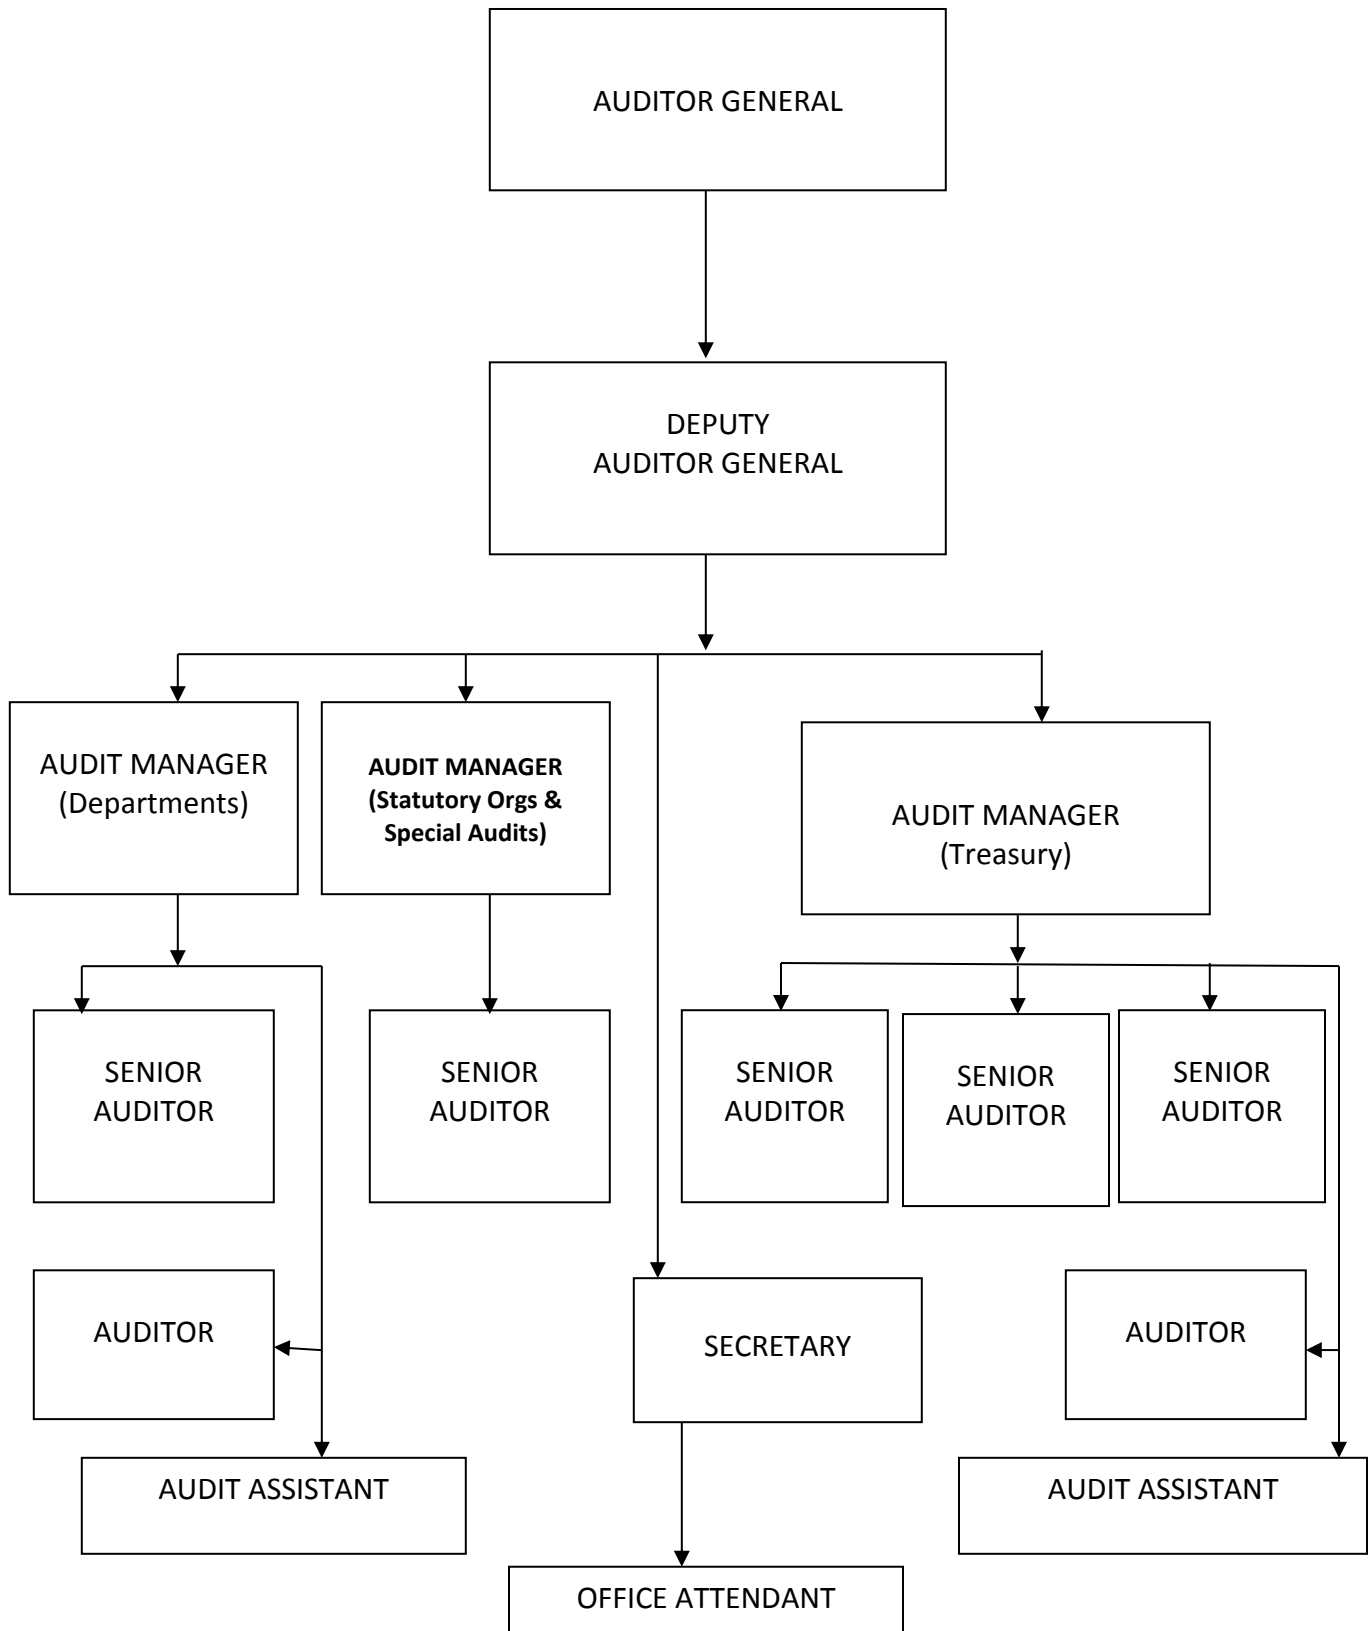 AUDITOR GENERAL
DEPUTY
AUDITOR GENERAL
AUDIT MANAGER
(Departments)
AUDIT MANAGER
(Statutory Orgs &
Special Audits)
AUDIT MANAGER
(Treasury)
SENIOR
AUDITOR
SENIOR
AUDITOR
SENIOR
AUDITOR
SENIOR
AUDITOR
SENIOR
AUDITOR
AUDITOR
SECRETARY
AUDITOR
AUDIT ASSISTANT
AUDIT ASSISTANT
OFFICE ATTENDANT